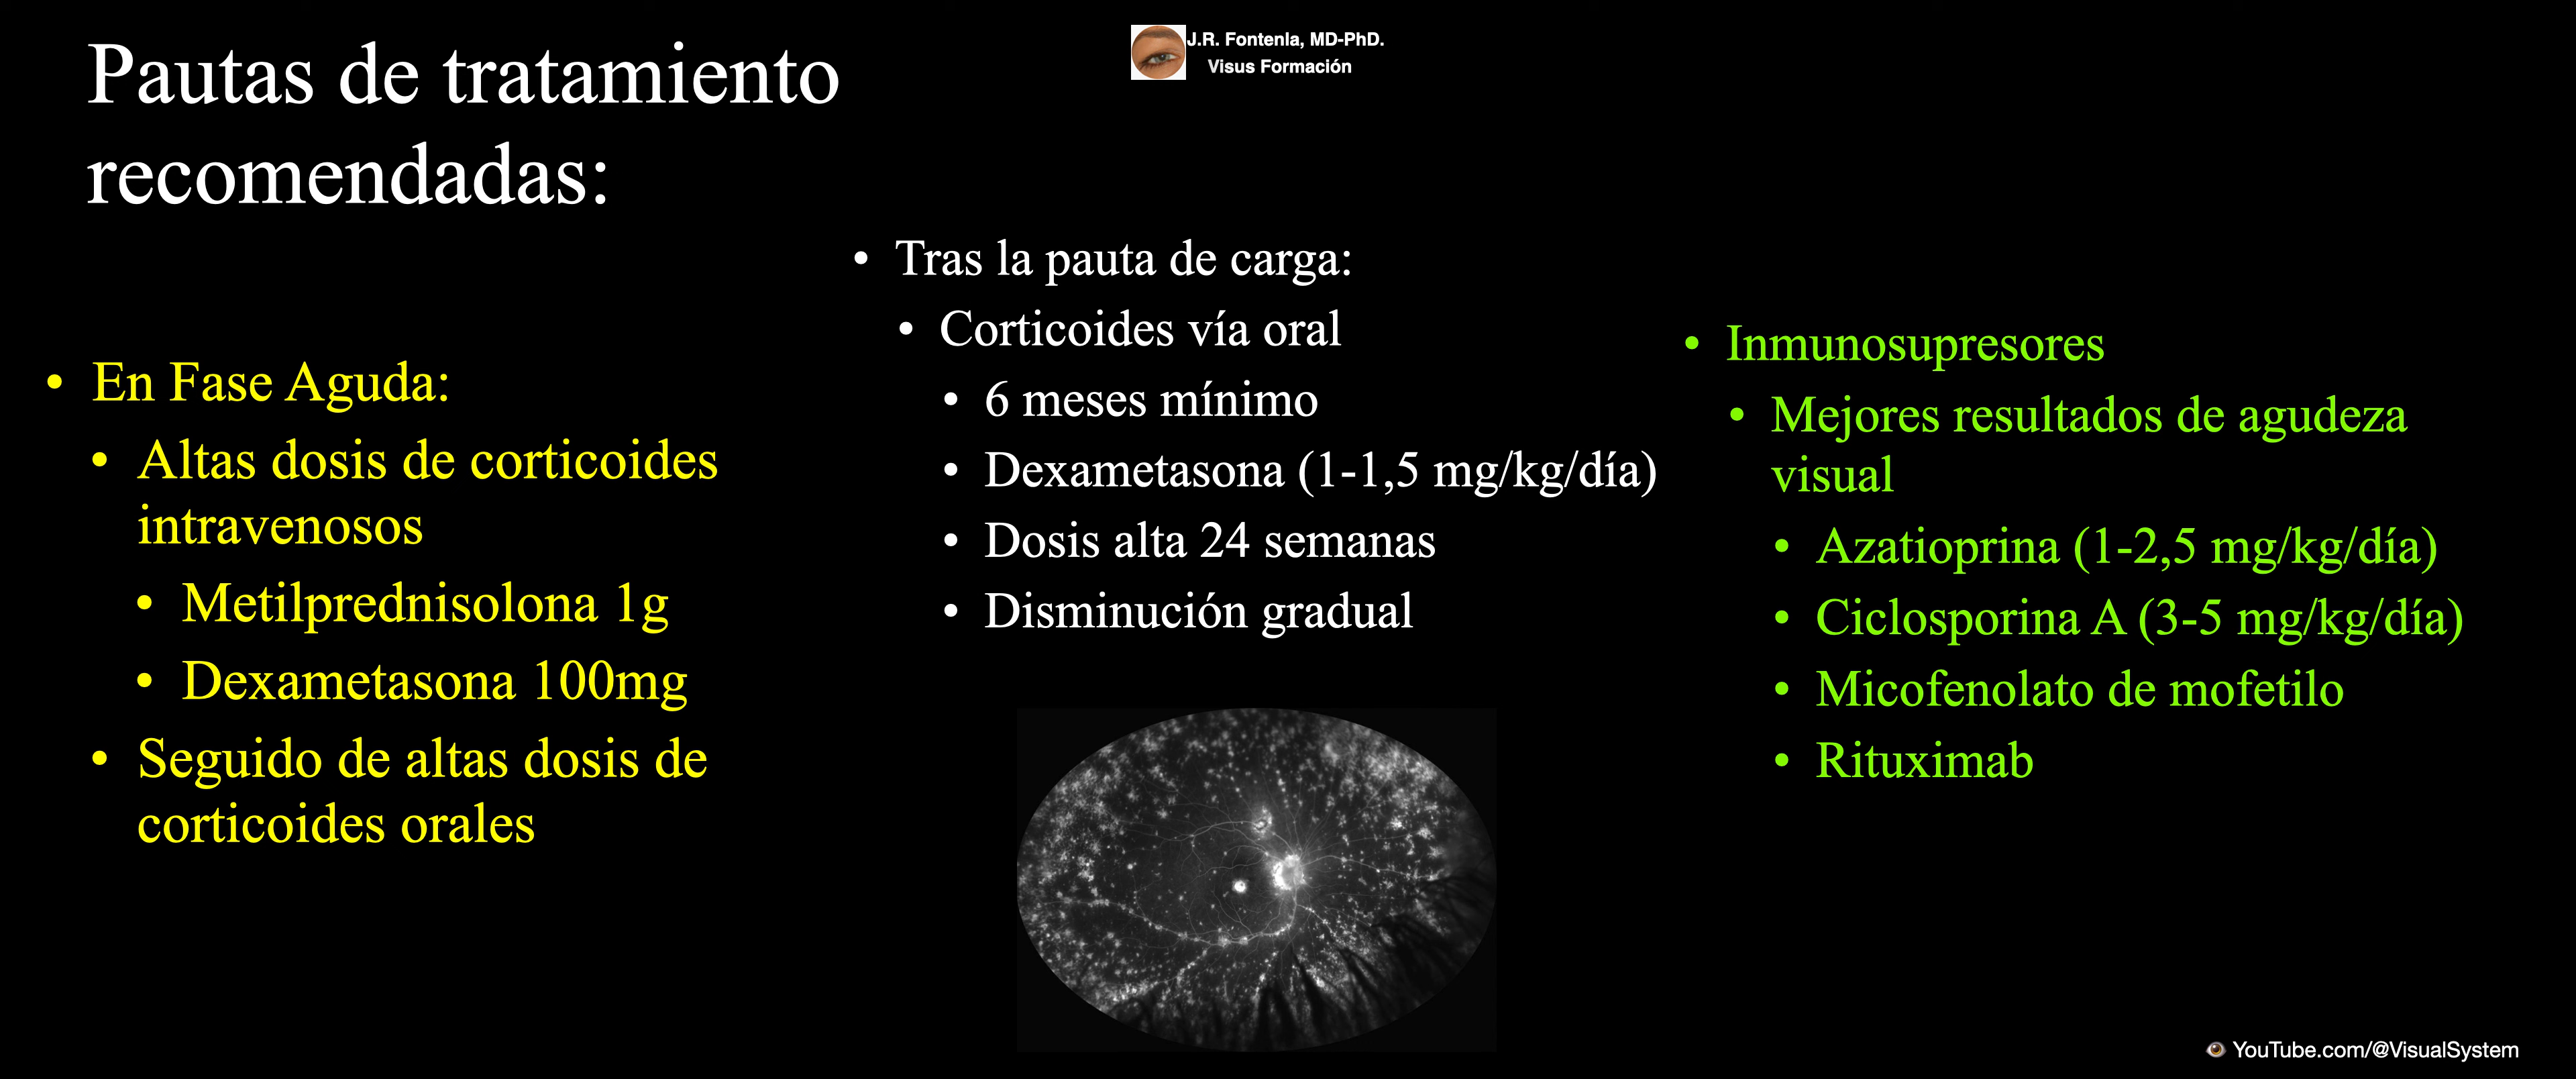 Pautas de tratamiento
recomendadas:
J.R. Fontenla, MD-PhD.
Visus Formación
• En Fase Aguda:
• Altas dosis de corticoides
intravenosos
• Metilprednisolona 1g
• Dexametasona 100mg
• Seguido de altas dosis de
corticoides orales
• Tras la pauta de carga:
• Corticoides vía oral
• 6 meses mínimo
• Dexametasona (1-1,5 mg/kg/día)
• Dosis alta 24 semanas
• Disminución gradual
• Inmunosupresores
• Mejores resultados de agudeza
visual
• Azatioprina (1-2,5 mg/kg/día)
• Ciclosporina A (3-5 mg/kg/día)
• Micofenolato de mofetilo
• Rituximab
YouTube.com/@VisualSystem